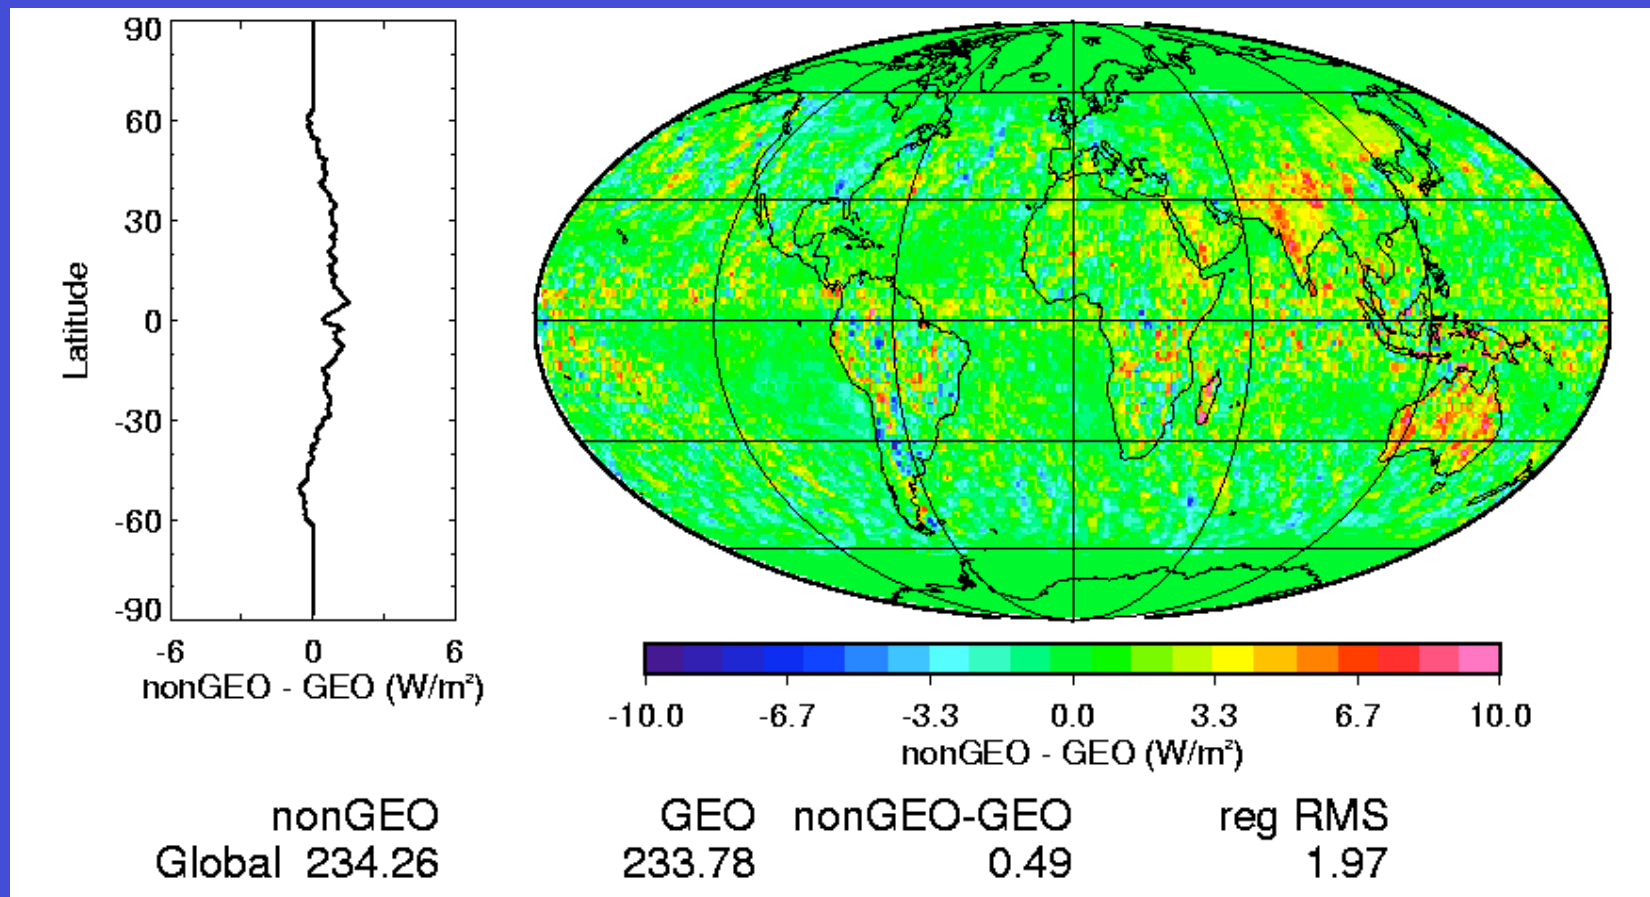 90
60
30
0
-30
-60
-90
Latitude
-6 0 6
nonGEO - GEO (W/m²)
-10.0 -6.7 -3.3 0.0 3.3 6.7 10.0
nonGEO - GEO (W/m²)
nonGEO GEO nonGEO-GEO reg RMS
Global 234.26 233.78 0.49 1.97